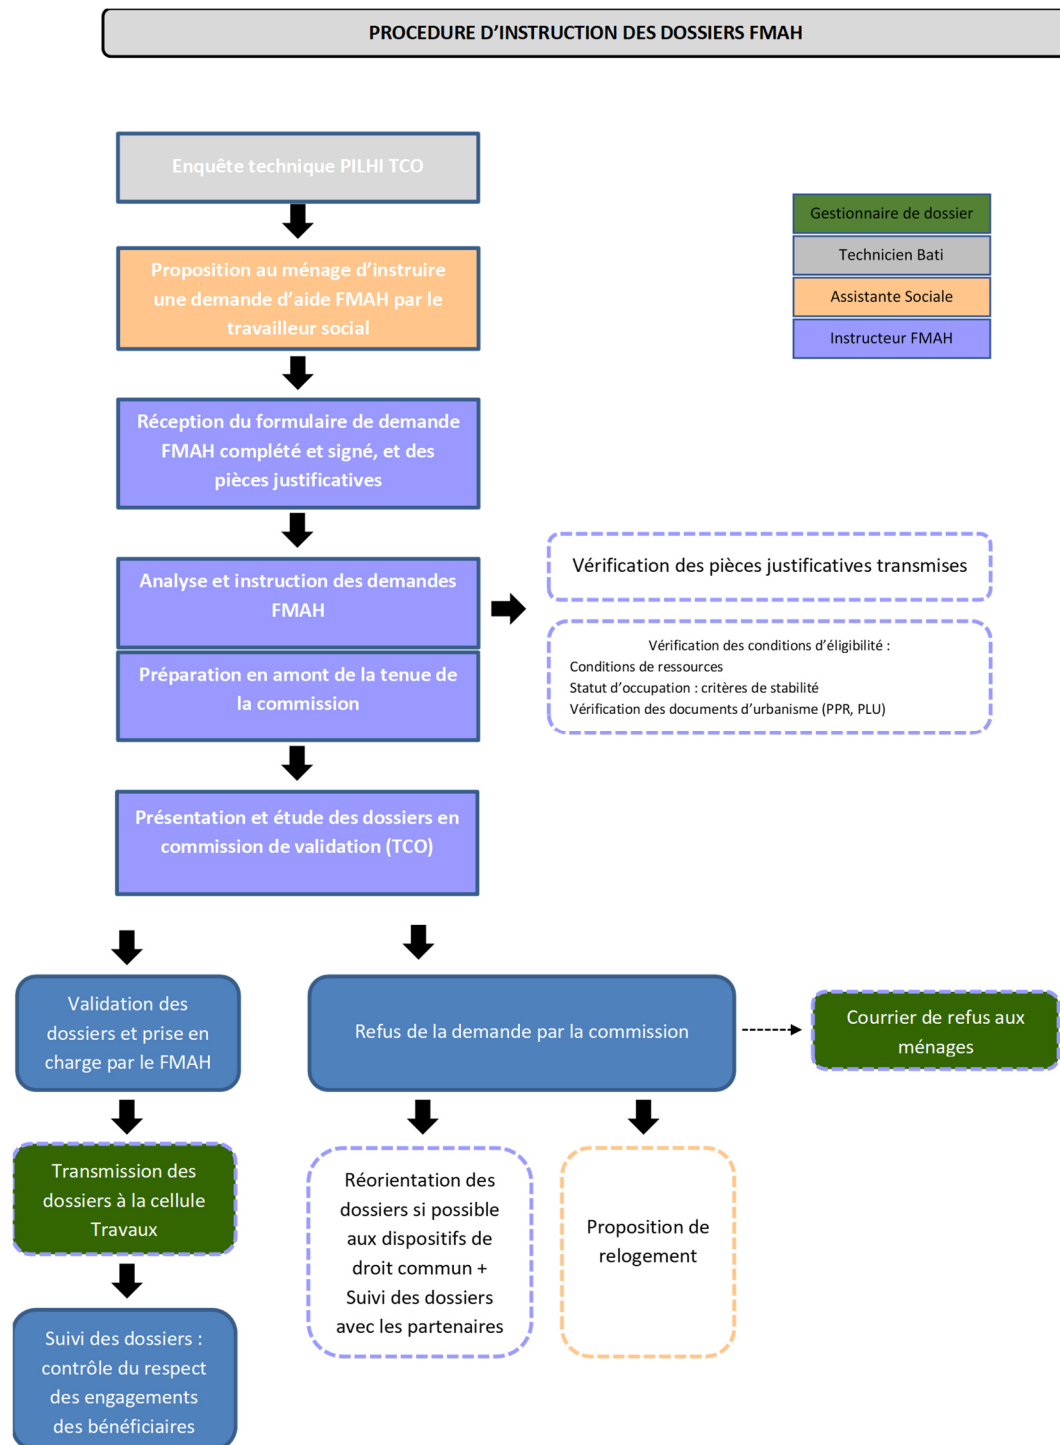 PROCEDURE D’INSTRUCTION DES DOSSIERS FMAH
Enquête technique PILHI TCO
Gestionnaire de dossier
Technicien Bati
Assistante Sociale
Instructeur FMAH
Proposition au ménage d’instruire
une demande d’aide FMAH par le
travailleur social
Réception du formulaire de demande
FMAH complété et signé, et des
pièces justificatives
Analyse et instruction des demandes
FMAH
Vérification des pièces justificatives transmises
Vérification des conditions d’éligibilité :
Conditions de ressources
Statut d’occupation : critères de stabilité
Vérification des documents d’urbanisme (PPR, PLU)
Préparation en amont de la tenue de
la commission
Présentation et étude des dossiers en
commission de validation (TCO)
Validation des
dossiers et prise en
charge par le FMAH
Refus de la demande par la commission
Courrier de refus aux
ménages
Transmission des
dossiers à la cellule
Travaux
Réorientation des
dossiers si possible
aux dispositifs de
droit commun +
Suivi des dossiers
avec les partenaires
Proposition de
relogement
Suivi des dossiers :
contrôle du respect
des engagements
des bénéficiaires